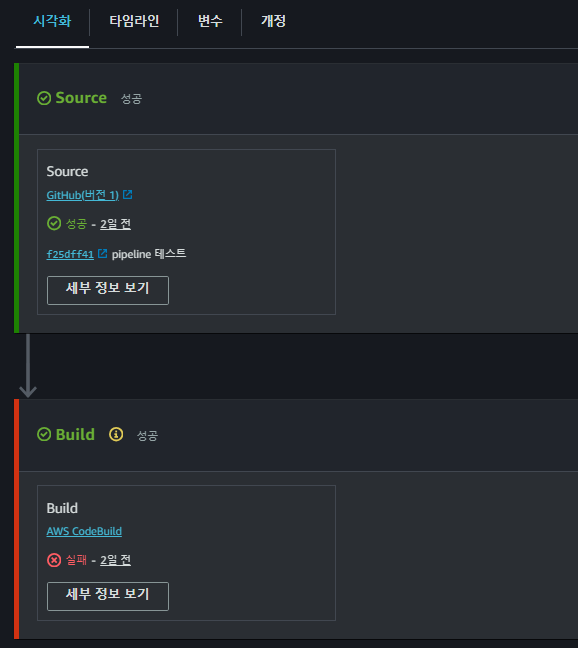 시각화 타임라인 변수 개정
Source 성공
Source
GitHub(버전 1)
성공 - 2일 전
f25dff41 pipeline 테스트
세부 정보 보기
Build 성공
Build
AWS CodeBuild
실패 - 2일 전
세부 정보 보기